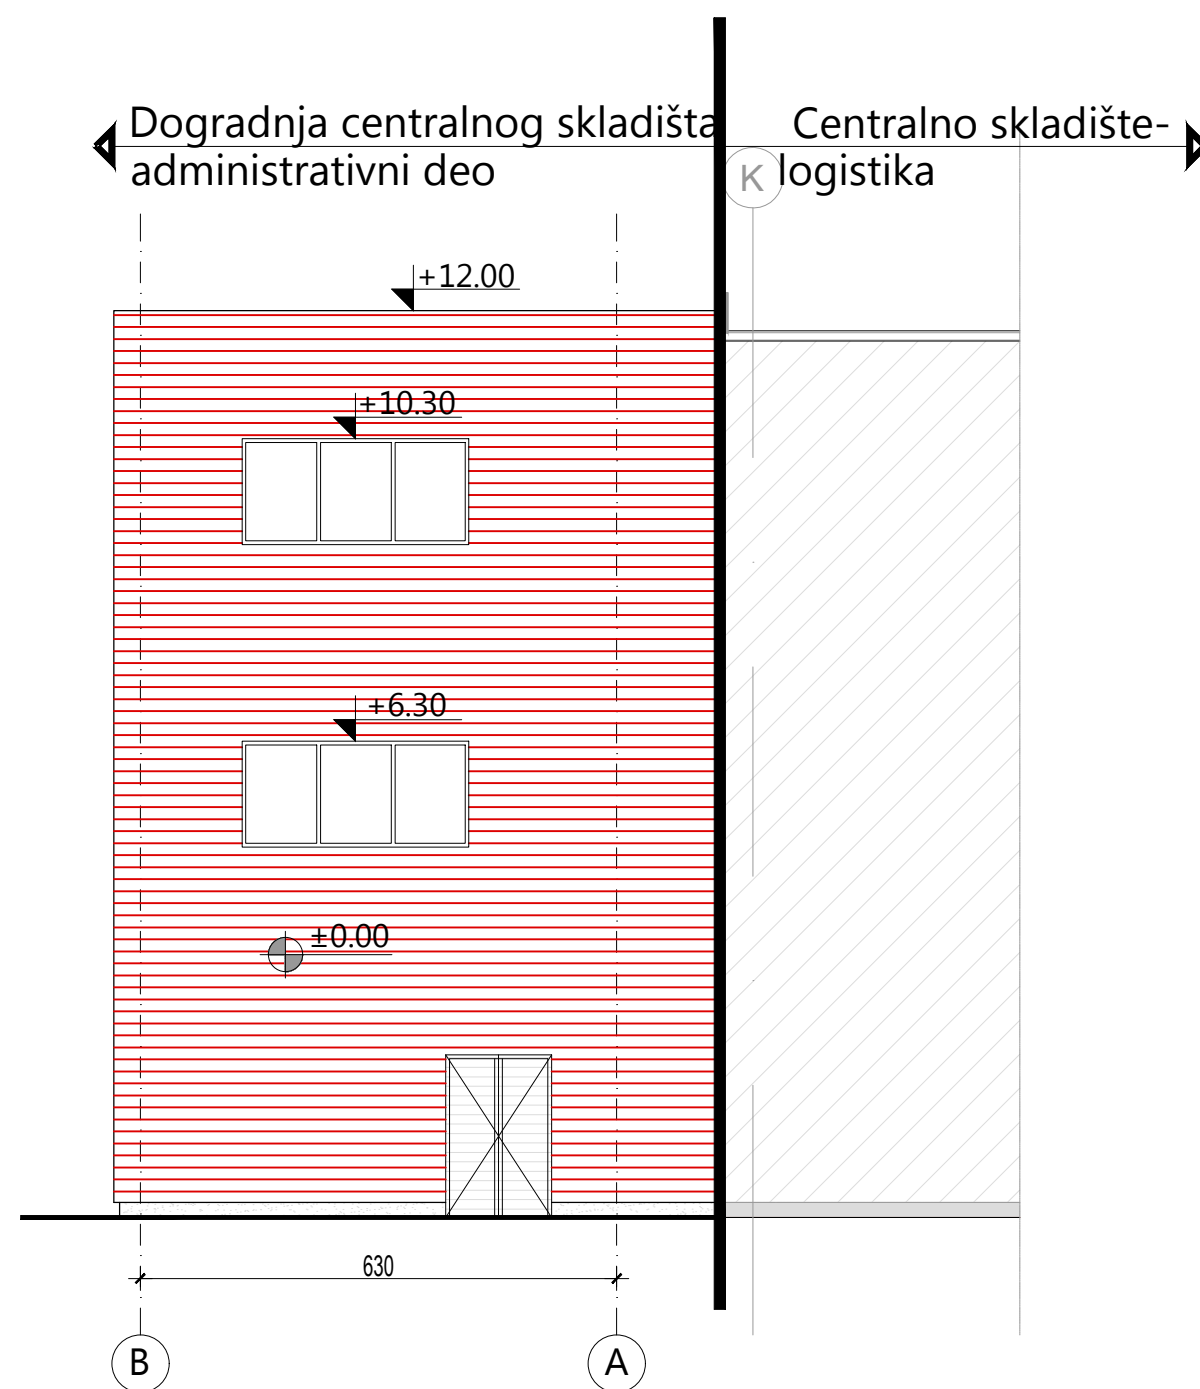 Dogradnja centralnog skladišta
administrativni deo
Centralno skladište-
logistika
K
+12.00
+10.30
+6.30
±0.00
630
B
A